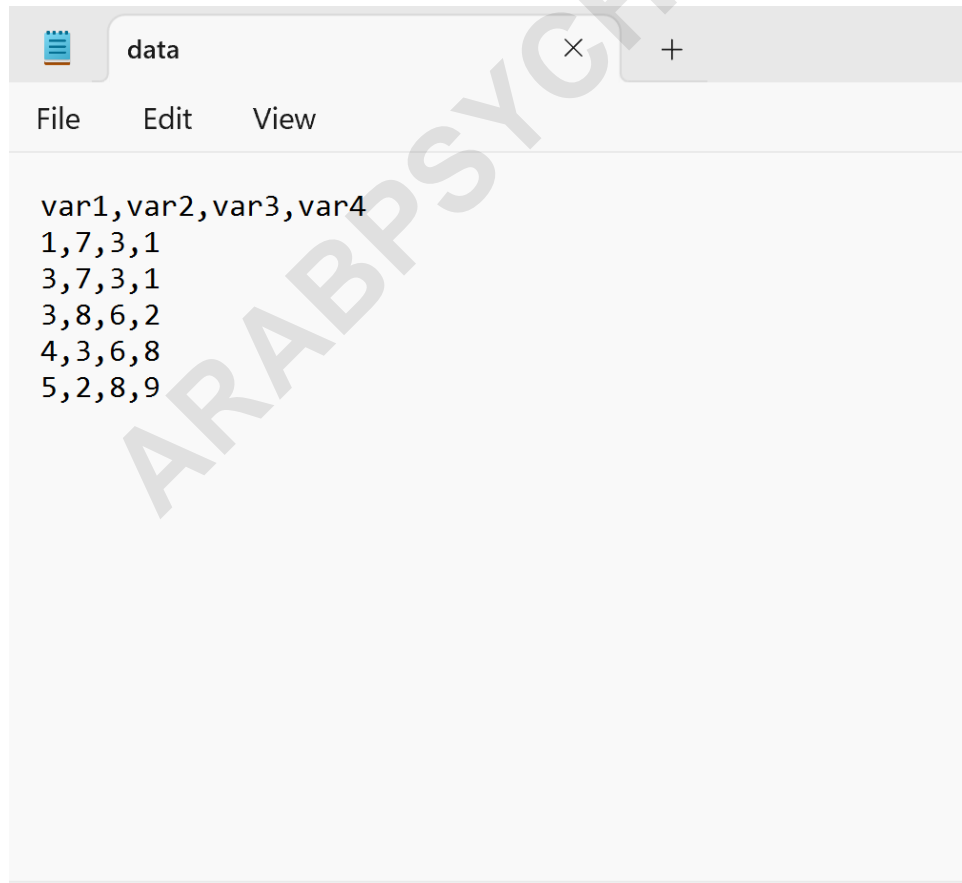 data
File Edit View
var1,var2,var3,var4
1,7,3,1
3,7,3,1
3,8,6,2
4,3,6,8
5,2,8,9
ARABPSYCH